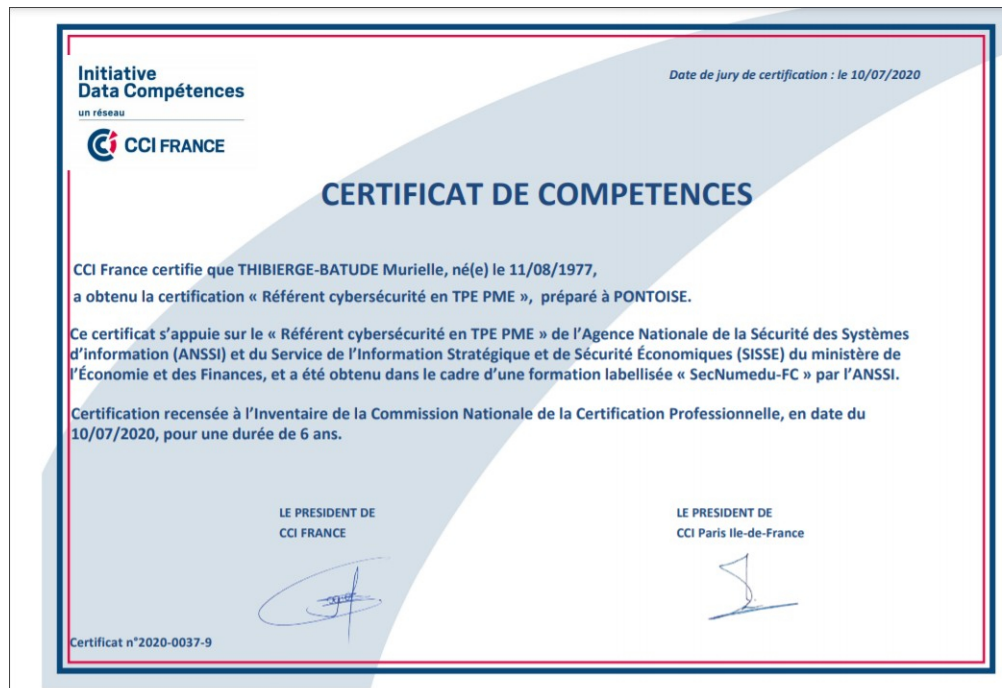 Initiative
Data Compétences
un réseau
CCI FRANCE
Date de jury de certification : le 10/07/2020
CERTIFICAT DE COMPETENCES
CCI France certifie que THIBIERGE-BATUDE Murielle, né(e) le 11/08/1977,
a obtenu la certification « Référent cybersécurité en TPE PME », préparé à PONTOISE.
Ce certificat s’appuie sur le « Référent cybersécurité en TPE PME » de l’Agence Nationale de la Sécurité des Systèmes
d’information (ANSSI) et du Service de l’Information Stratégique et de Sécurité Économiques (SISSE) du ministère de
l’Économie et des Finances, et a été obtenu dans le cadre d’une formation labellisée « SecNumedu-FC » par l’ANSSI.
Certification recensée à l’Inventaire de la Commission Nationale de la Certification Professionnelle, en date du
10/07/2020, pour une durée de 6 ans.
LE PRESIDENT DE
CCI FRANCE
LE PRESIDENT DE
CCI Paris Ile-de-France
Certificat n°2020-0037-9